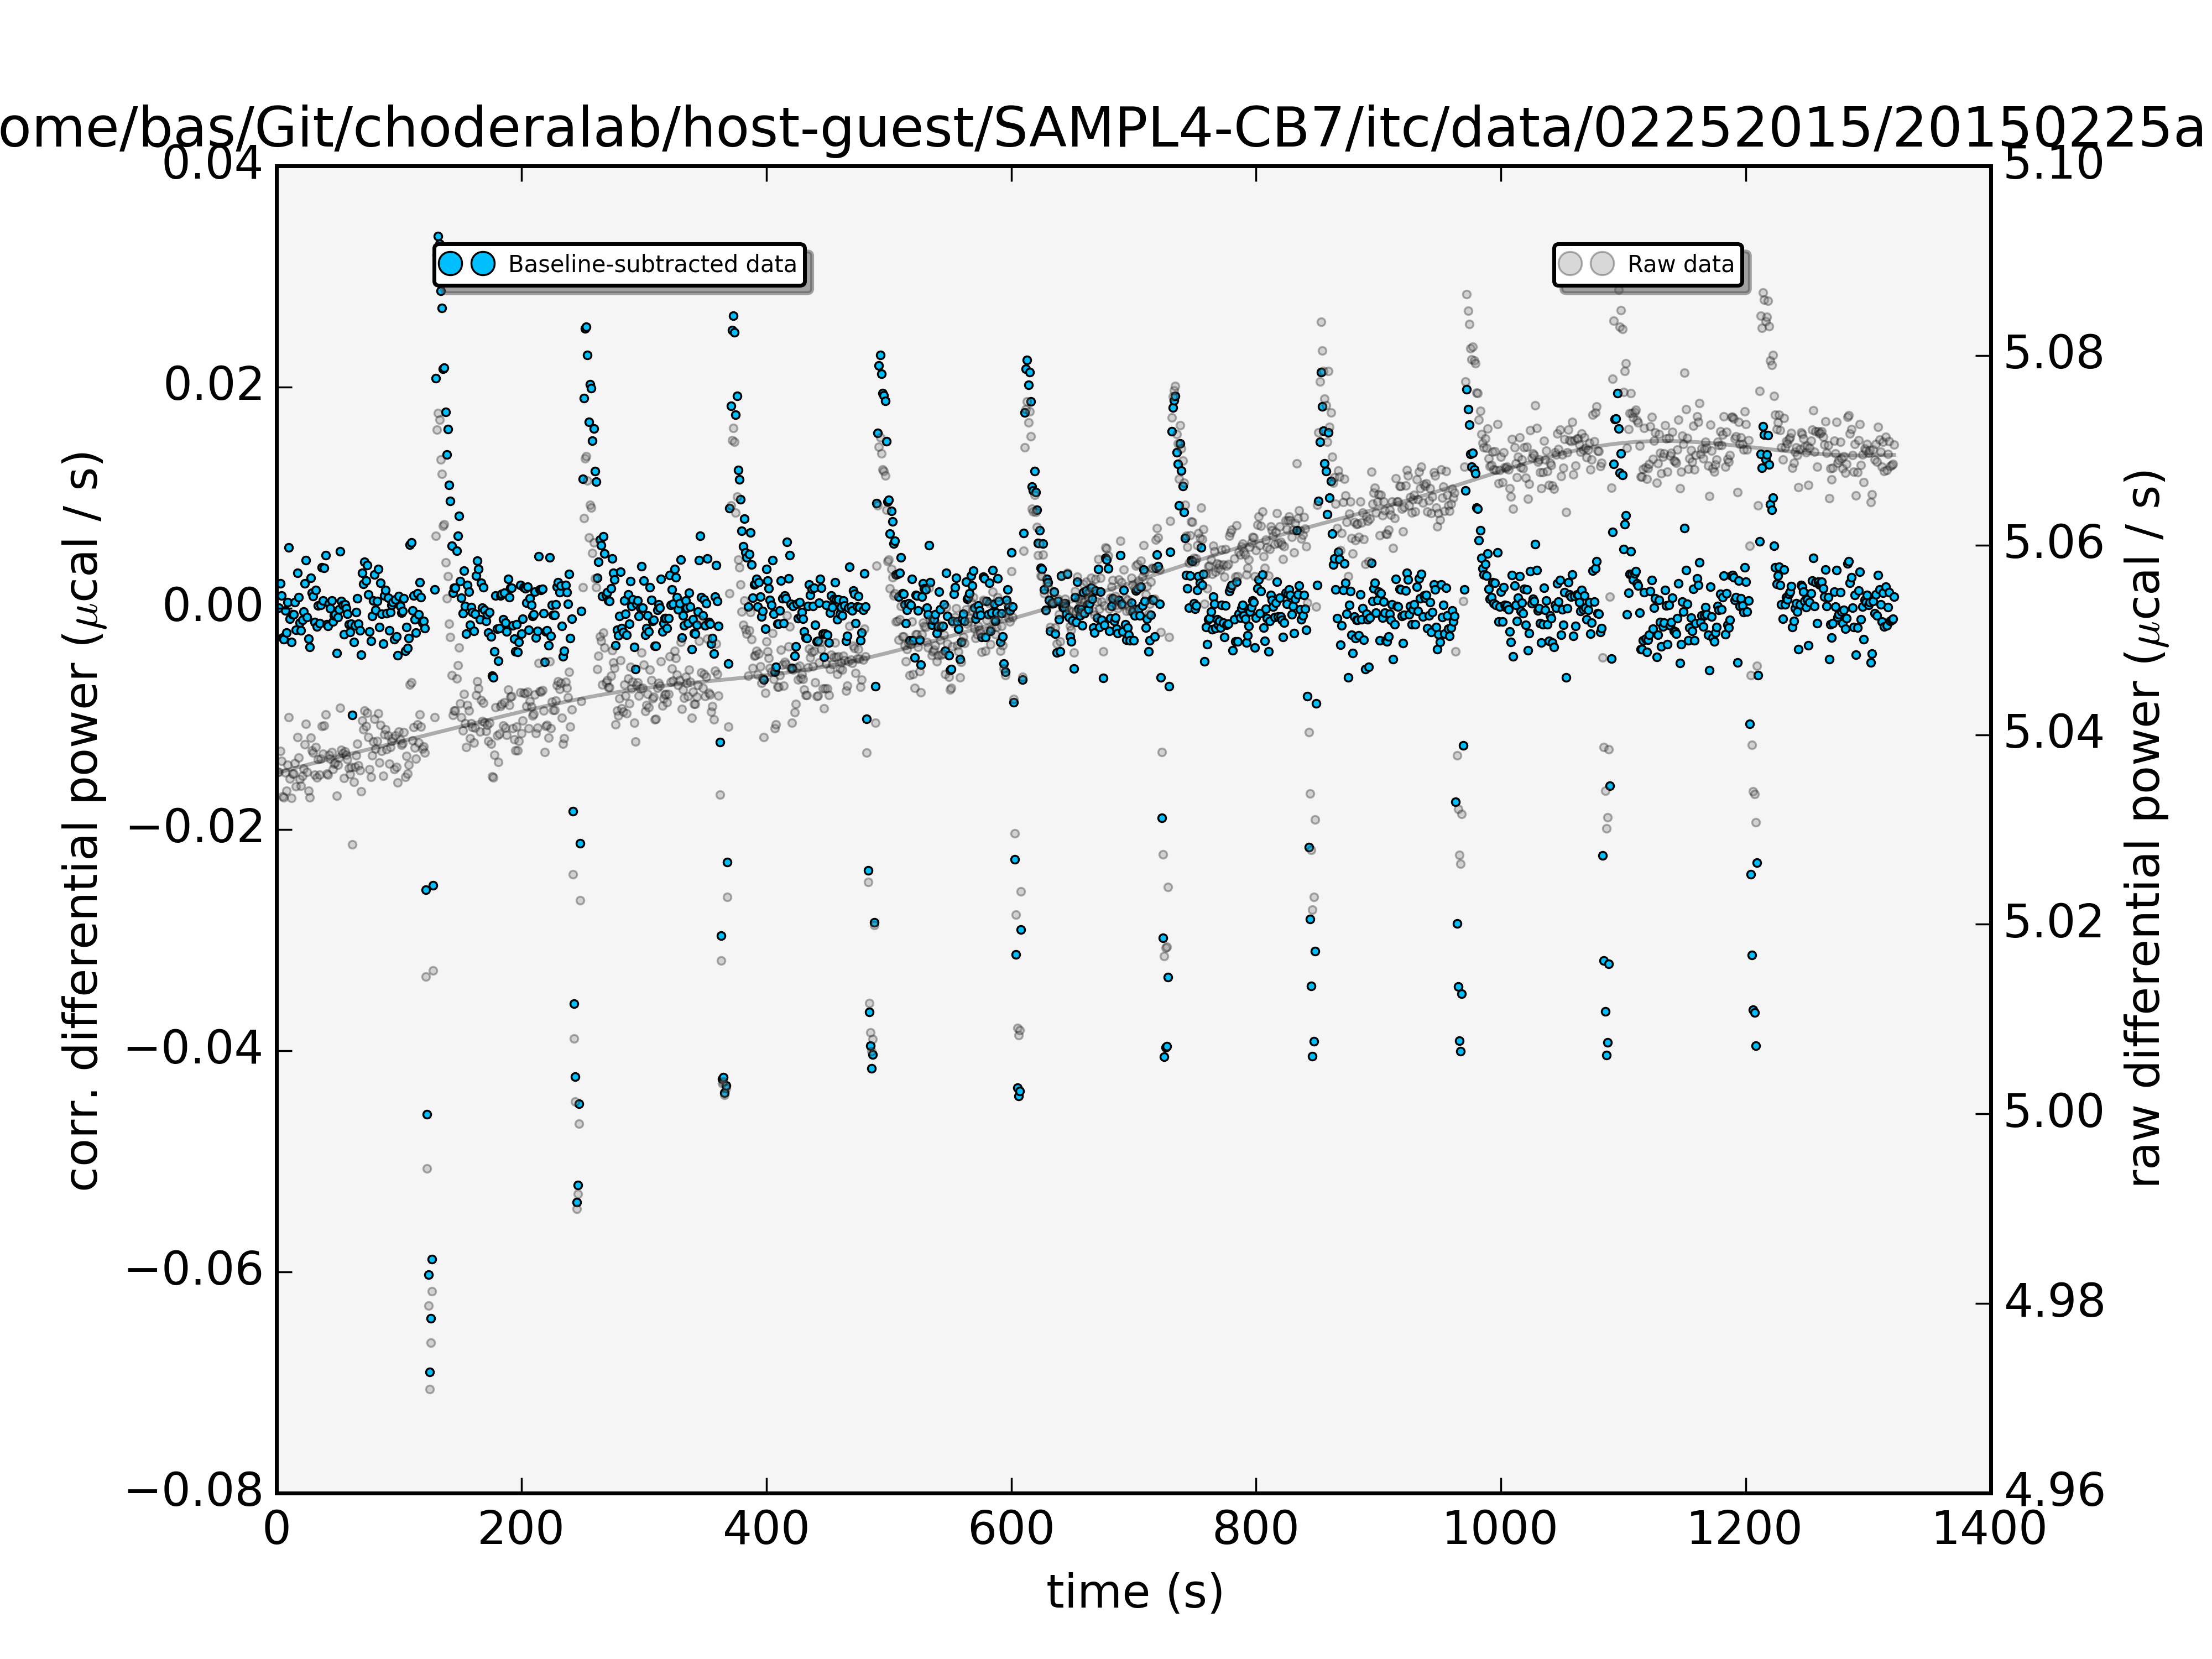 ome/bas/Git/choderalab/host-guest/SAMPL4-CB7/itc/data/02252015/20150225a
0.04
5.10
Baseline-subtracted data
Raw data
0.02
5.08
0.00
5.06
−0.02
5.04
−0.04
5.02
−0.06
5.00
−0.08
4.98
4.96
corr. differential power (μcal / s)
raw differential power (μcal / s)
0 200 400 600 800 1000 1200 1400
time (s)